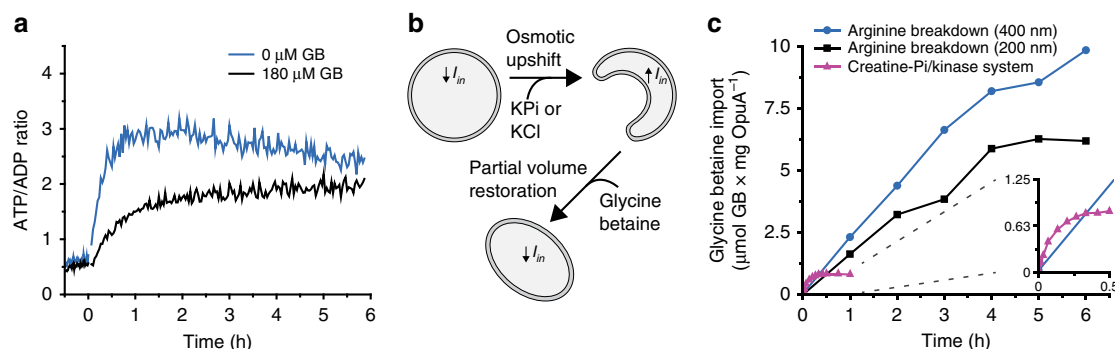 a
ATP/ADP ratio
4
3
2
1
0
0 μM GB
180 μM GB
0 1 2 3 4 5 6
Time (h)
b
↓ I_in
Osmotic
upshift
KPi or
KCl
↑ I_in
Partial volume
restoration
Glycine
betaine
↓ I_in
c
Arginine breakdown (400 nm)
Arginine breakdown (200 nm)
Creatine-Pi/kinase system
Glycine betaine import
(μmol GB × mg OpuA⁻¹)
10
7.5
5
2.5
0
0 1 2 3 4 5 6
Time (h)
1.25
0.63
0
0 0.5